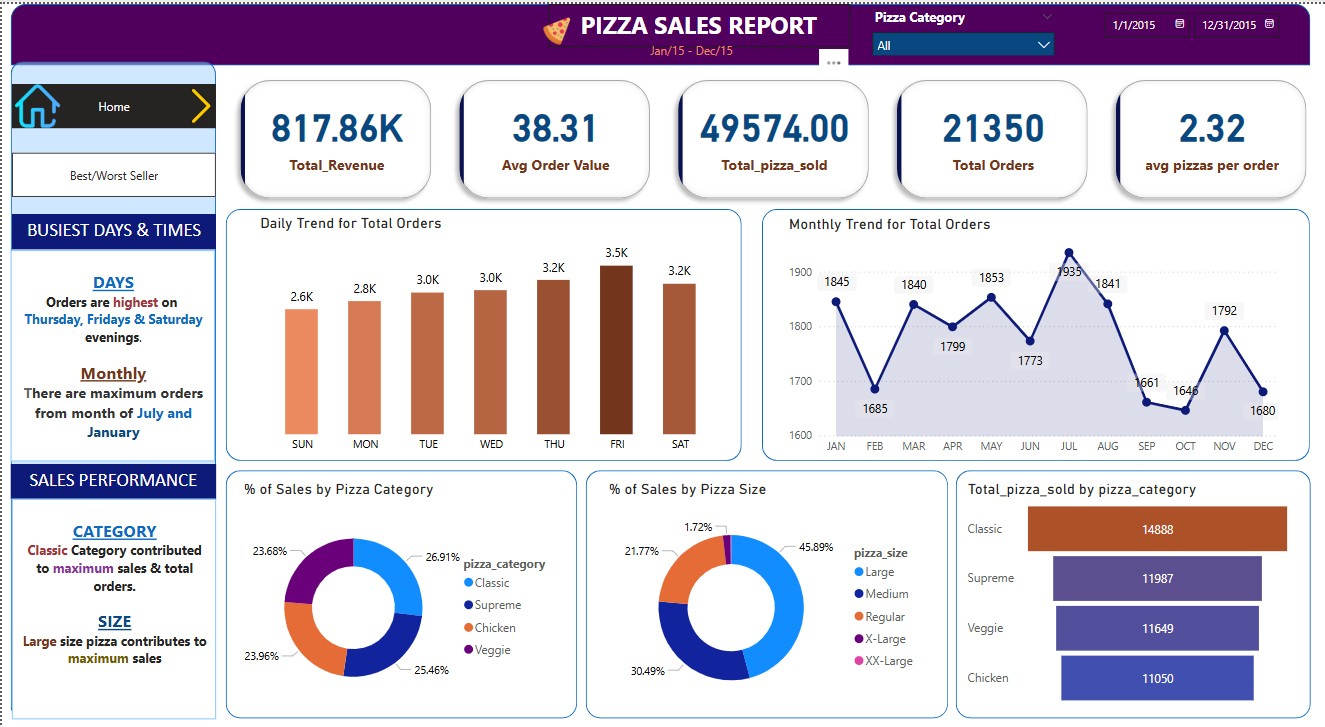 PIZZA SALES REPORT
Jan/15 - Dec/15
Pizza Category
All
1/1/2015
12/31/2015
Home
Best/Worst Seller
BUSIEST DAYS & TIMES
DAYS
Orders are highest on
Thursday, Fridays & Saturday
evenings.
Monthly
There are maximum orders
from month of July and
January
SALES PERFORMANCE
CATEGORY
Classic Category contributed
to maximum sales & total
orders.
SIZE
Large size pizza contributes to
maximum sales
817.86K
Total_Revenue
38.31
Avg Order Value
49574.00
Total_pizza_sold
21350
Total Orders
2.32
avg pizzas per order
Daily Trend for Total Orders
2.6K
2.8K
3.0K
3.0K
3.2K
3.5K
3.2K
SUN
MON
TUE
WED
THU
FRI
SAT
Monthly Trend for Total Orders
1900
1800
1700
1600
1845
1685
1840
1799
1853
1773
1935
1841
1661
1646
1792
1680
JAN
FEB
MAR
APR
MAY
JUN
JUL
AUG
SEP
OCT
NOV
DEC
% of Sales by Pizza Category
23.68%
26.91%
23.96%
25.46%
pizza_category
Classic
Supreme
Chicken
Veggie
% of Sales by Pizza Size
1.72%
21.77%
45.89%
30.49%
pizza_size
Large
Medium
Regular
X-Large
XX-Large
Total_pizza_sold by pizza_category
Classic
14888
Supreme
11987
Veggie
11649
Chicken
11050